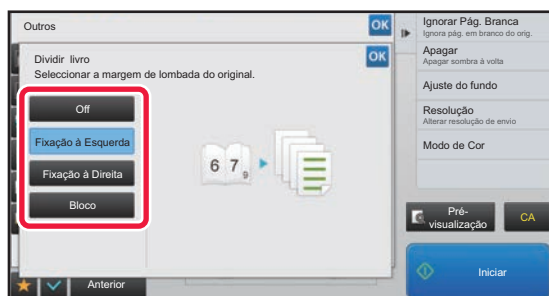 Outros
OK
Dividir livro
Seleccionar a margem de lombada do original.
OK
Off
Fixação à Esquerda
Fixação à Direita
Bloco
6 7 9
Anterior
Ignorar Pág. Branca
Ignora pág. em branco do orig.
Apagar
Apagar sombra à volta
Ajuste do fundo
Resolução
Alterar resolução de envio
Modo de Cor
Pré-
visualização
CA
Iniciar